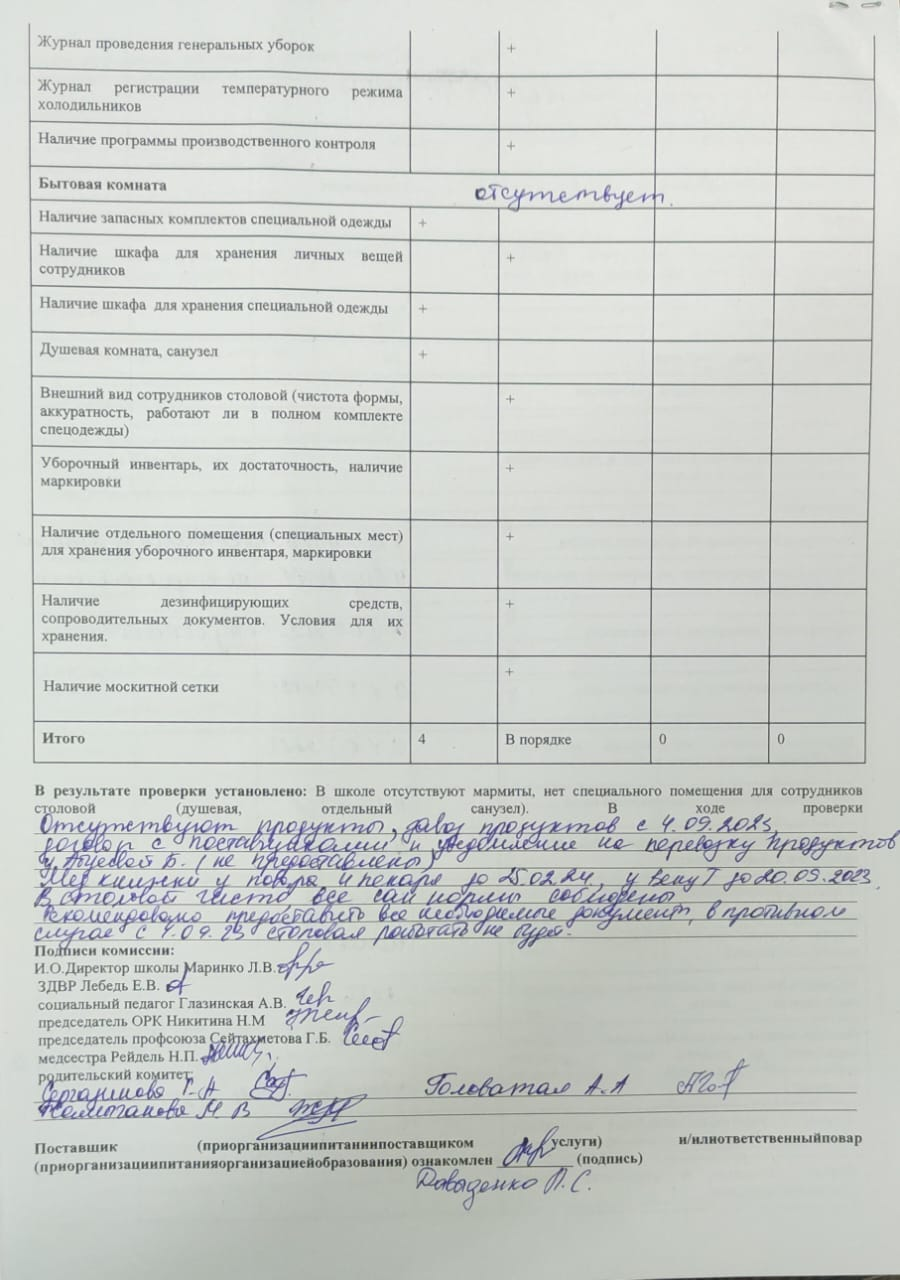 Журнал проведения генеральных уборок +
Журнал регистрации температурного режима
холодильников +
Наличие программы производственного контроля +
Бытовая комната отсутствует.
Наличие запасных комплектов специальной одежды +
Наличие шкафа для хранения личных вещей
сотрудников +
Наличие шкафа для хранения специальной одежды +
Душевая комната, санузел +
Внешний вид сотрудников столовой (чистота формы,
аккуратность, работают ли в полном комплекте
спецодежды) +
Уборочный инвентарь, их достаточность, наличие
маркировки +
Наличие отдельного помещения (специальных мест)
для хранения уборочного инвентаря, маркировки +
Наличие дезинфицирующих средств,
сопроводительных документов. Условия для их
хранения. +
Наличие москитной сетки +
Итого 4 В порядке 0 0
В результате проверки установлено: В школе отсутствуют мармиты, нет специального помещения для сотрудников
столовой (душевая, отдельный санузел). В ходе проверки
Отсутствуют продукты, завоз продуктов с 4.09.2023,
договор с поставщиками и уведомление на перевозку продуктов
у Б. (не предоставлены)
Мед книжки у повара и пекаря до 25.02.24, у до 20.09.2023
В столовой чисто все сан нормы соблюдены
Рекомендовано предоставить все необходимые документ, в противном
случае с 4.09.23 столовая работать не будет.
Подписи комиссии:
И.О.Директор школы Маринко Л.В.
ЗДВР Лебедь Е.В.
социальный педагог Глазинская А.В.
председатель ОРК Никитина Н.М
председатель профсоюза Сейтахметова Г.Б.
медсестра Рейдель Н.П.
родительский комитет:
Головатая А.А
М. В
Поставщик (приорганизациипитаниипоставщиком услуги) и/илиответственныйповар
(приорганизациипитанияорганизациейобразования) ознакомлен (подпись)
Давыденко П.С.